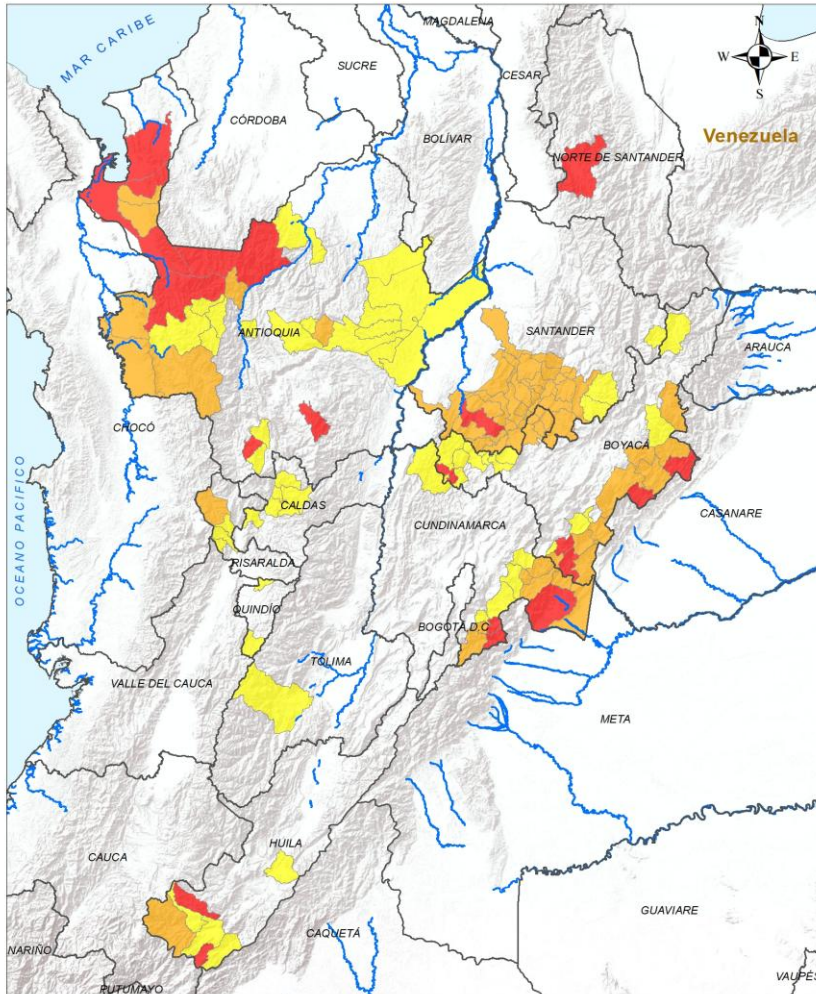 MAGDALENA
MAR CARIBE
SUCRE
CESAR
N
W E
S
CÓRDOBA
BOLÍVAR
Venezuela
NORTE DE SANTANDER
ANTIOQUIA
SANTANDER
ARAUCA
CHOCÓ
BOYACÁ
OCEANO PACIFICO
CALDAS
CUNDINAMARCA
CASANARE
RISARALDA
QUINDÍO
BOGOTÁ D.C
TOLIMA
VALLE DEL CAUCA
META
HUILA
CAUCA
GUAVIARE
CAQUETÁ
NARIÑO
VAUPÉS
PUTUMAYO